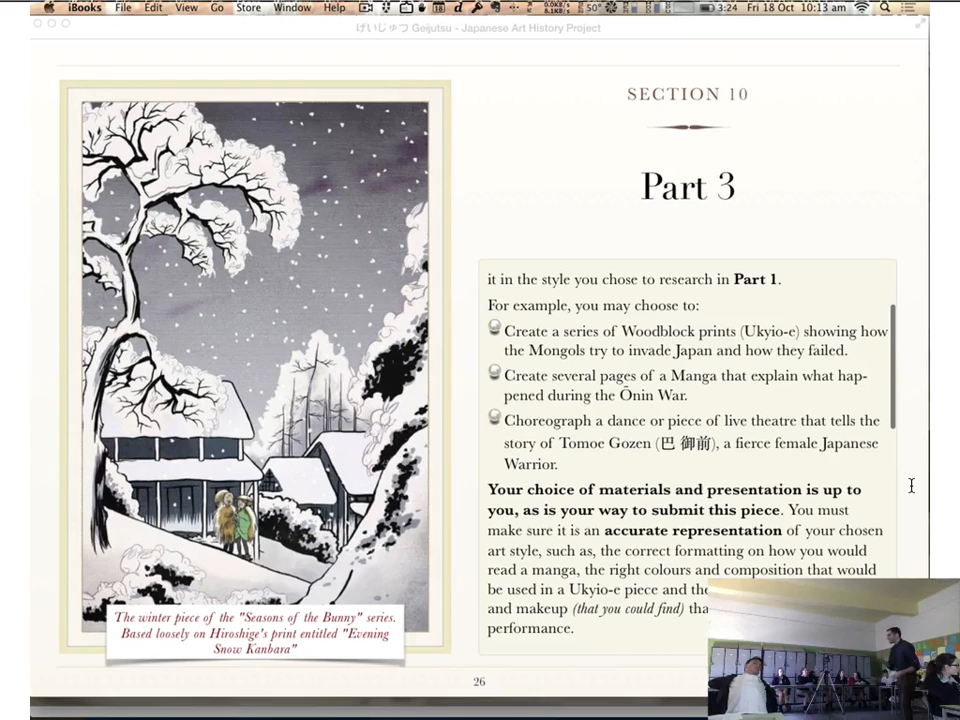 iBooks File Edit View Go Store Window Help 3:24 Fri 18 Oct 10:13 am
げいじゅつ Geijutsu - Japanese Art History Project
SECTION 10
Part 3
it in the style you chose to research in Part 1.
For example, you may choose to:
Create a series of Woodblock prints (Ukyio-e) showing how
the Mongols try to invade Japan and how they failed.
Create several pages of a Manga that explain what hap-
pened during the Ōnin War.
Choreograph a dance or piece of live theatre that tells the
story of Tomoe Gozen (巴 御前), a fierce female Japanese
Warrior.
Your choice of materials and presentation is up to
you, as is your way to submit this piece. You must
make sure it is an accurate representation of your chosen
art style, such as, the correct formatting on how you would
read a manga, the right colours and composition that would
be used in a Ukyio-e piece and the
and makeup (that you could find) tha
performance.
The winter piece of the "Seasons of the Bunny" series.
Based loosely on Hiroshige's print entitled "Evening
Snow Kanbara"
26